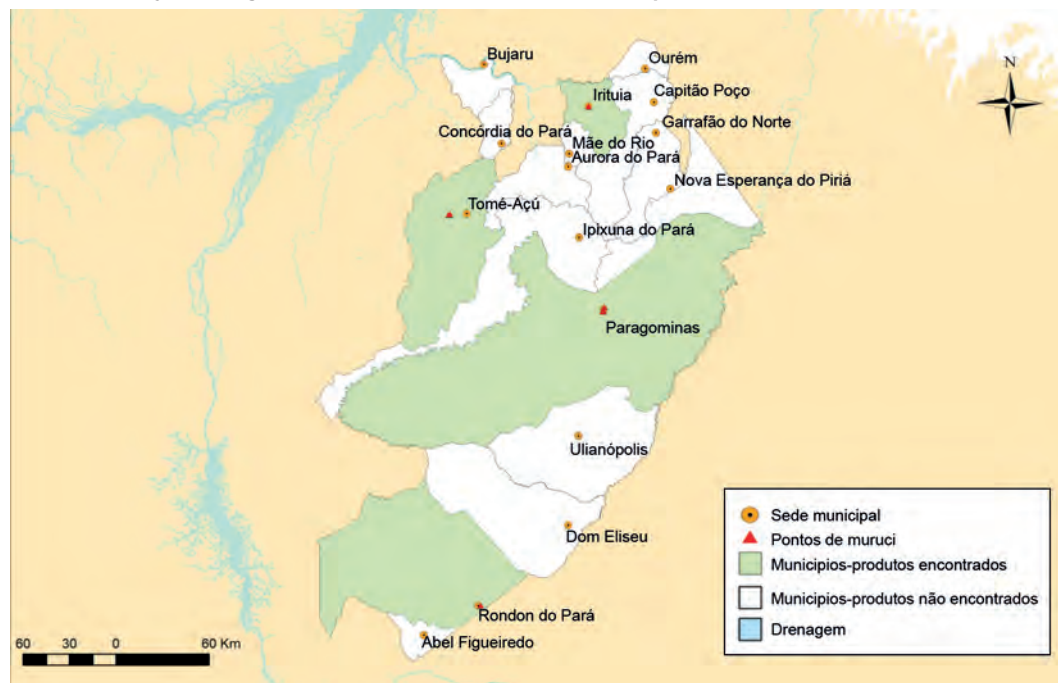 Bujaru
Ourém
N
Irituia
Capitão Poço
Garrafão do Norte
Concórdia do Pará
Mãe do Rio
Aurora do Pará
Nova Esperança do Piriá
Tomé-Açú
Ipixuna do Pará
Paragominas
Ulianópolis
Dom Eliseu
Rondon do Pará
Abel Figueiredo
60 30 0 60 Km
Sede municipal
Pontos de muruci
Municipios-produtos encontrados
Municipios-produtos não encontrados
Drenagem